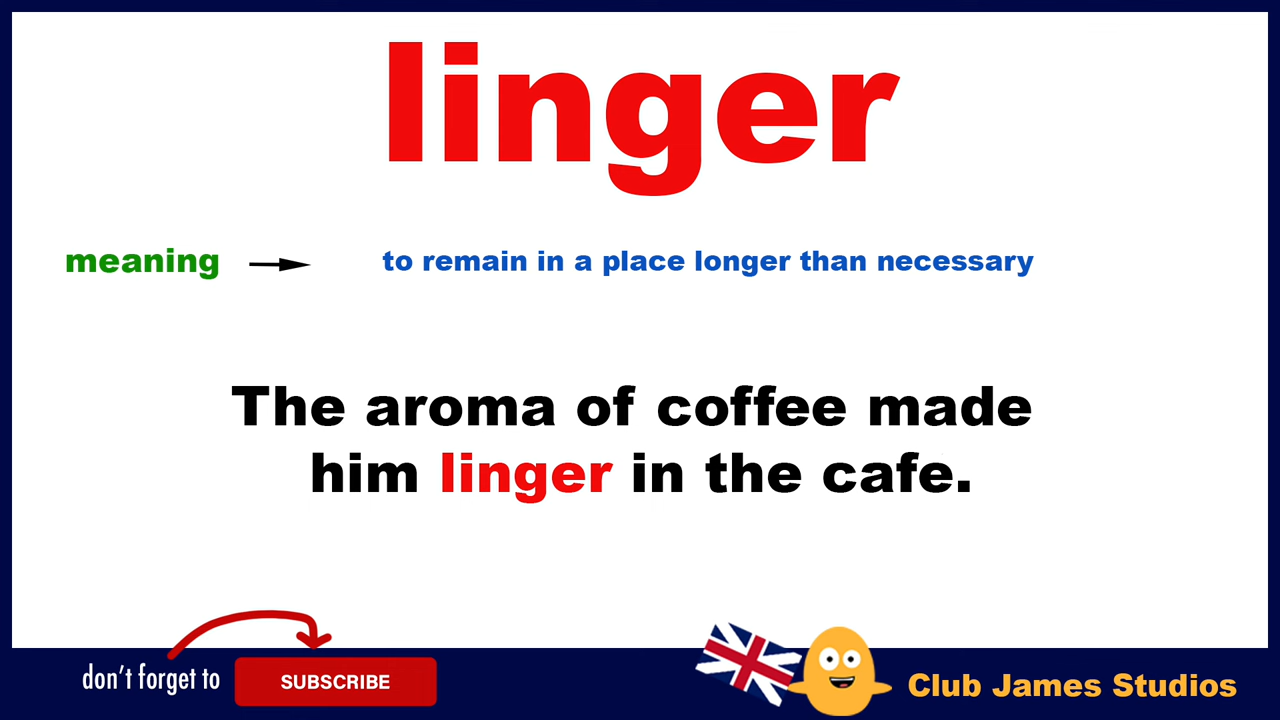 linger
meaning
to remain in a place longer than necessary
The aroma of coffee made
him linger in the cafe.
don't forget to
SUBSCRIBE
Club James Studios